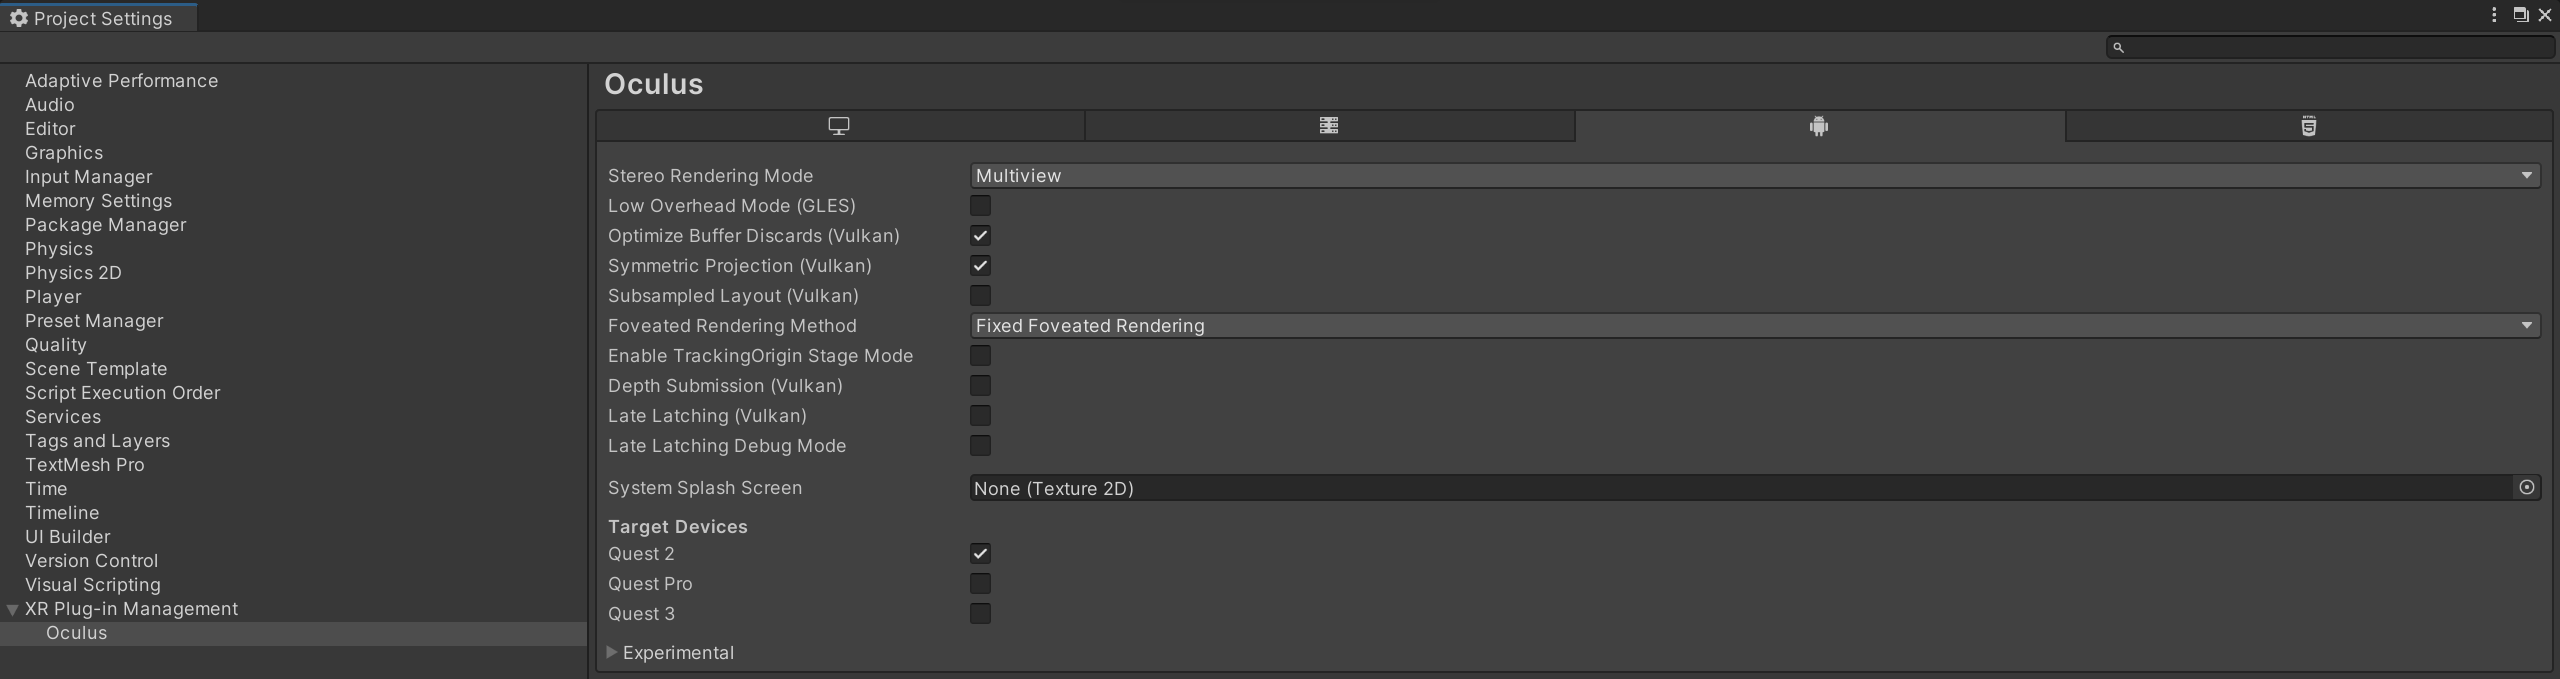 Project Settings
Adaptive Performance
Audio
Editor
Graphics
Input Manager
Memory Settings
Package Manager
Physics
Physics 2D
Player
Preset Manager
Quality
Scene Template
Script Execution Order
Services
Tags and Layers
TextMesh Pro
Time
Timeline
UI Builder
Version Control
Visual Scripting
XR Plug-in Management
Oculus
Oculus
HTML 5
Stereo Rendering Mode Multiview
Low Overhead Mode (GLES)
Optimize Buffer Discards (Vulkan)
Symmetric Projection (Vulkan)
Subsampled Layout (Vulkan)
Foveated Rendering Method Fixed Foveated Rendering
Enable TrackingOrigin Stage Mode
Depth Submission (Vulkan)
Late Latching (Vulkan)
Late Latching Debug Mode
System Splash Screen None (Texture 2D)
Target Devices
Quest 2
Quest Pro
Quest 3
Experimental